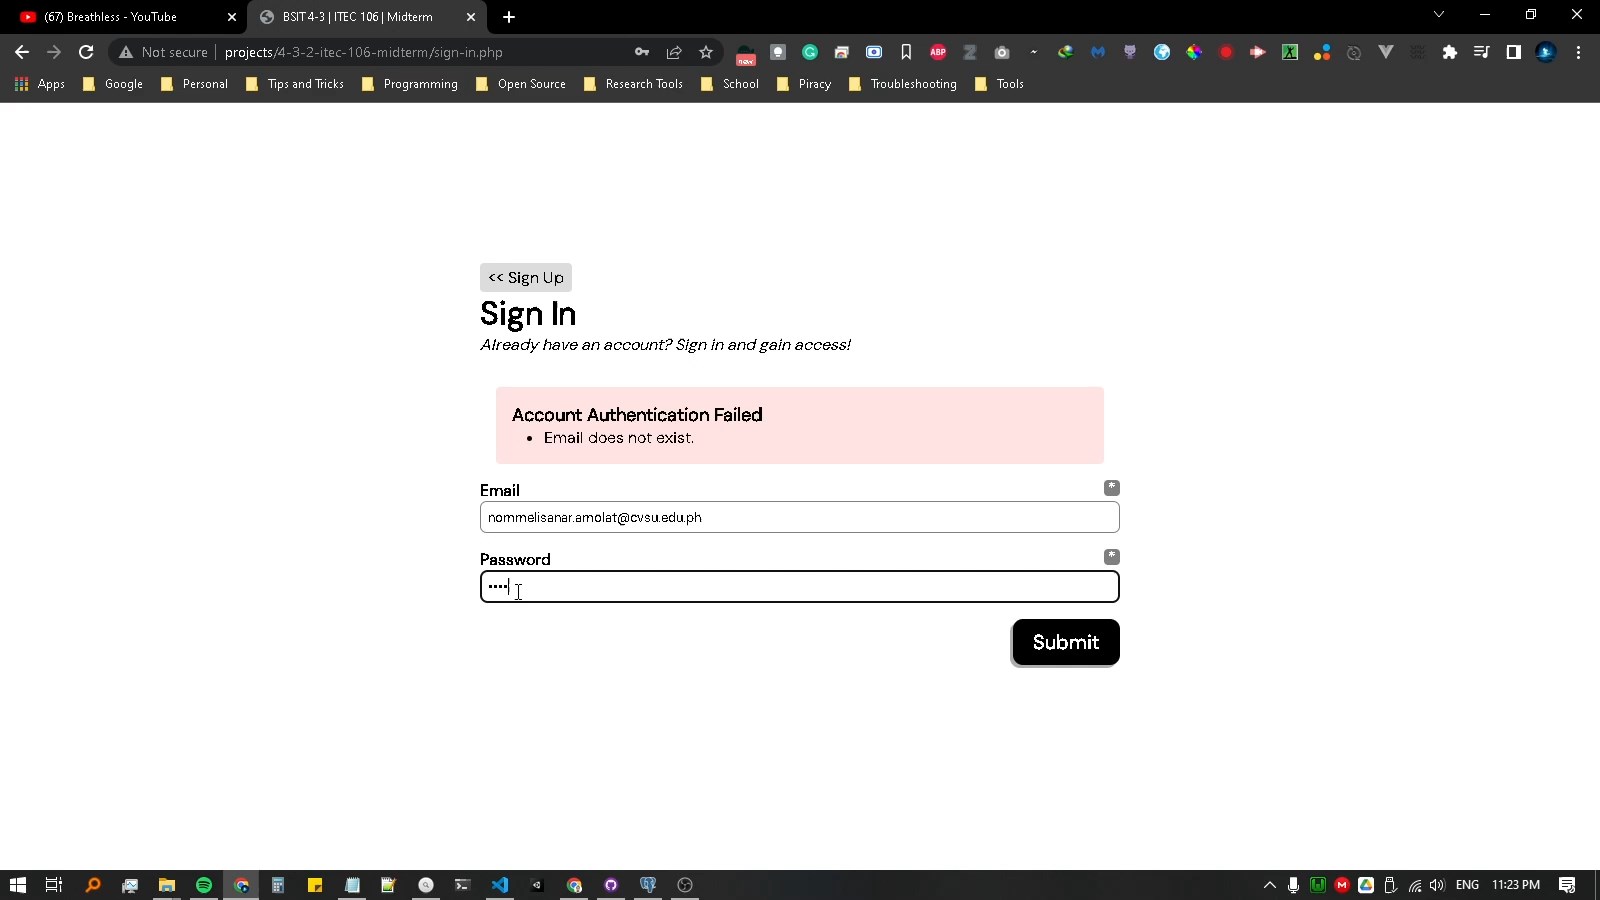 (67) Breathless - YouTube
BSIT 4-3 | ITEC 106 | Midterm
Not secure
projects/4-3-2-itec-106-midterm/sign-in.php
now
ABP
Apps
Google
Personal
Tips and Tricks
Programming
Open Source
Research Tools
School
Piracy
Troubleshooting
Tools
<< Sign Up
Sign In
Already have an account? Sign in and gain access!
Account Authentication Failed
• Email does not exist.
Email
*
nommelisanar.amolat@cvsu.edu.ph
Password
*
••••
Submit
ENG
11:23 PM